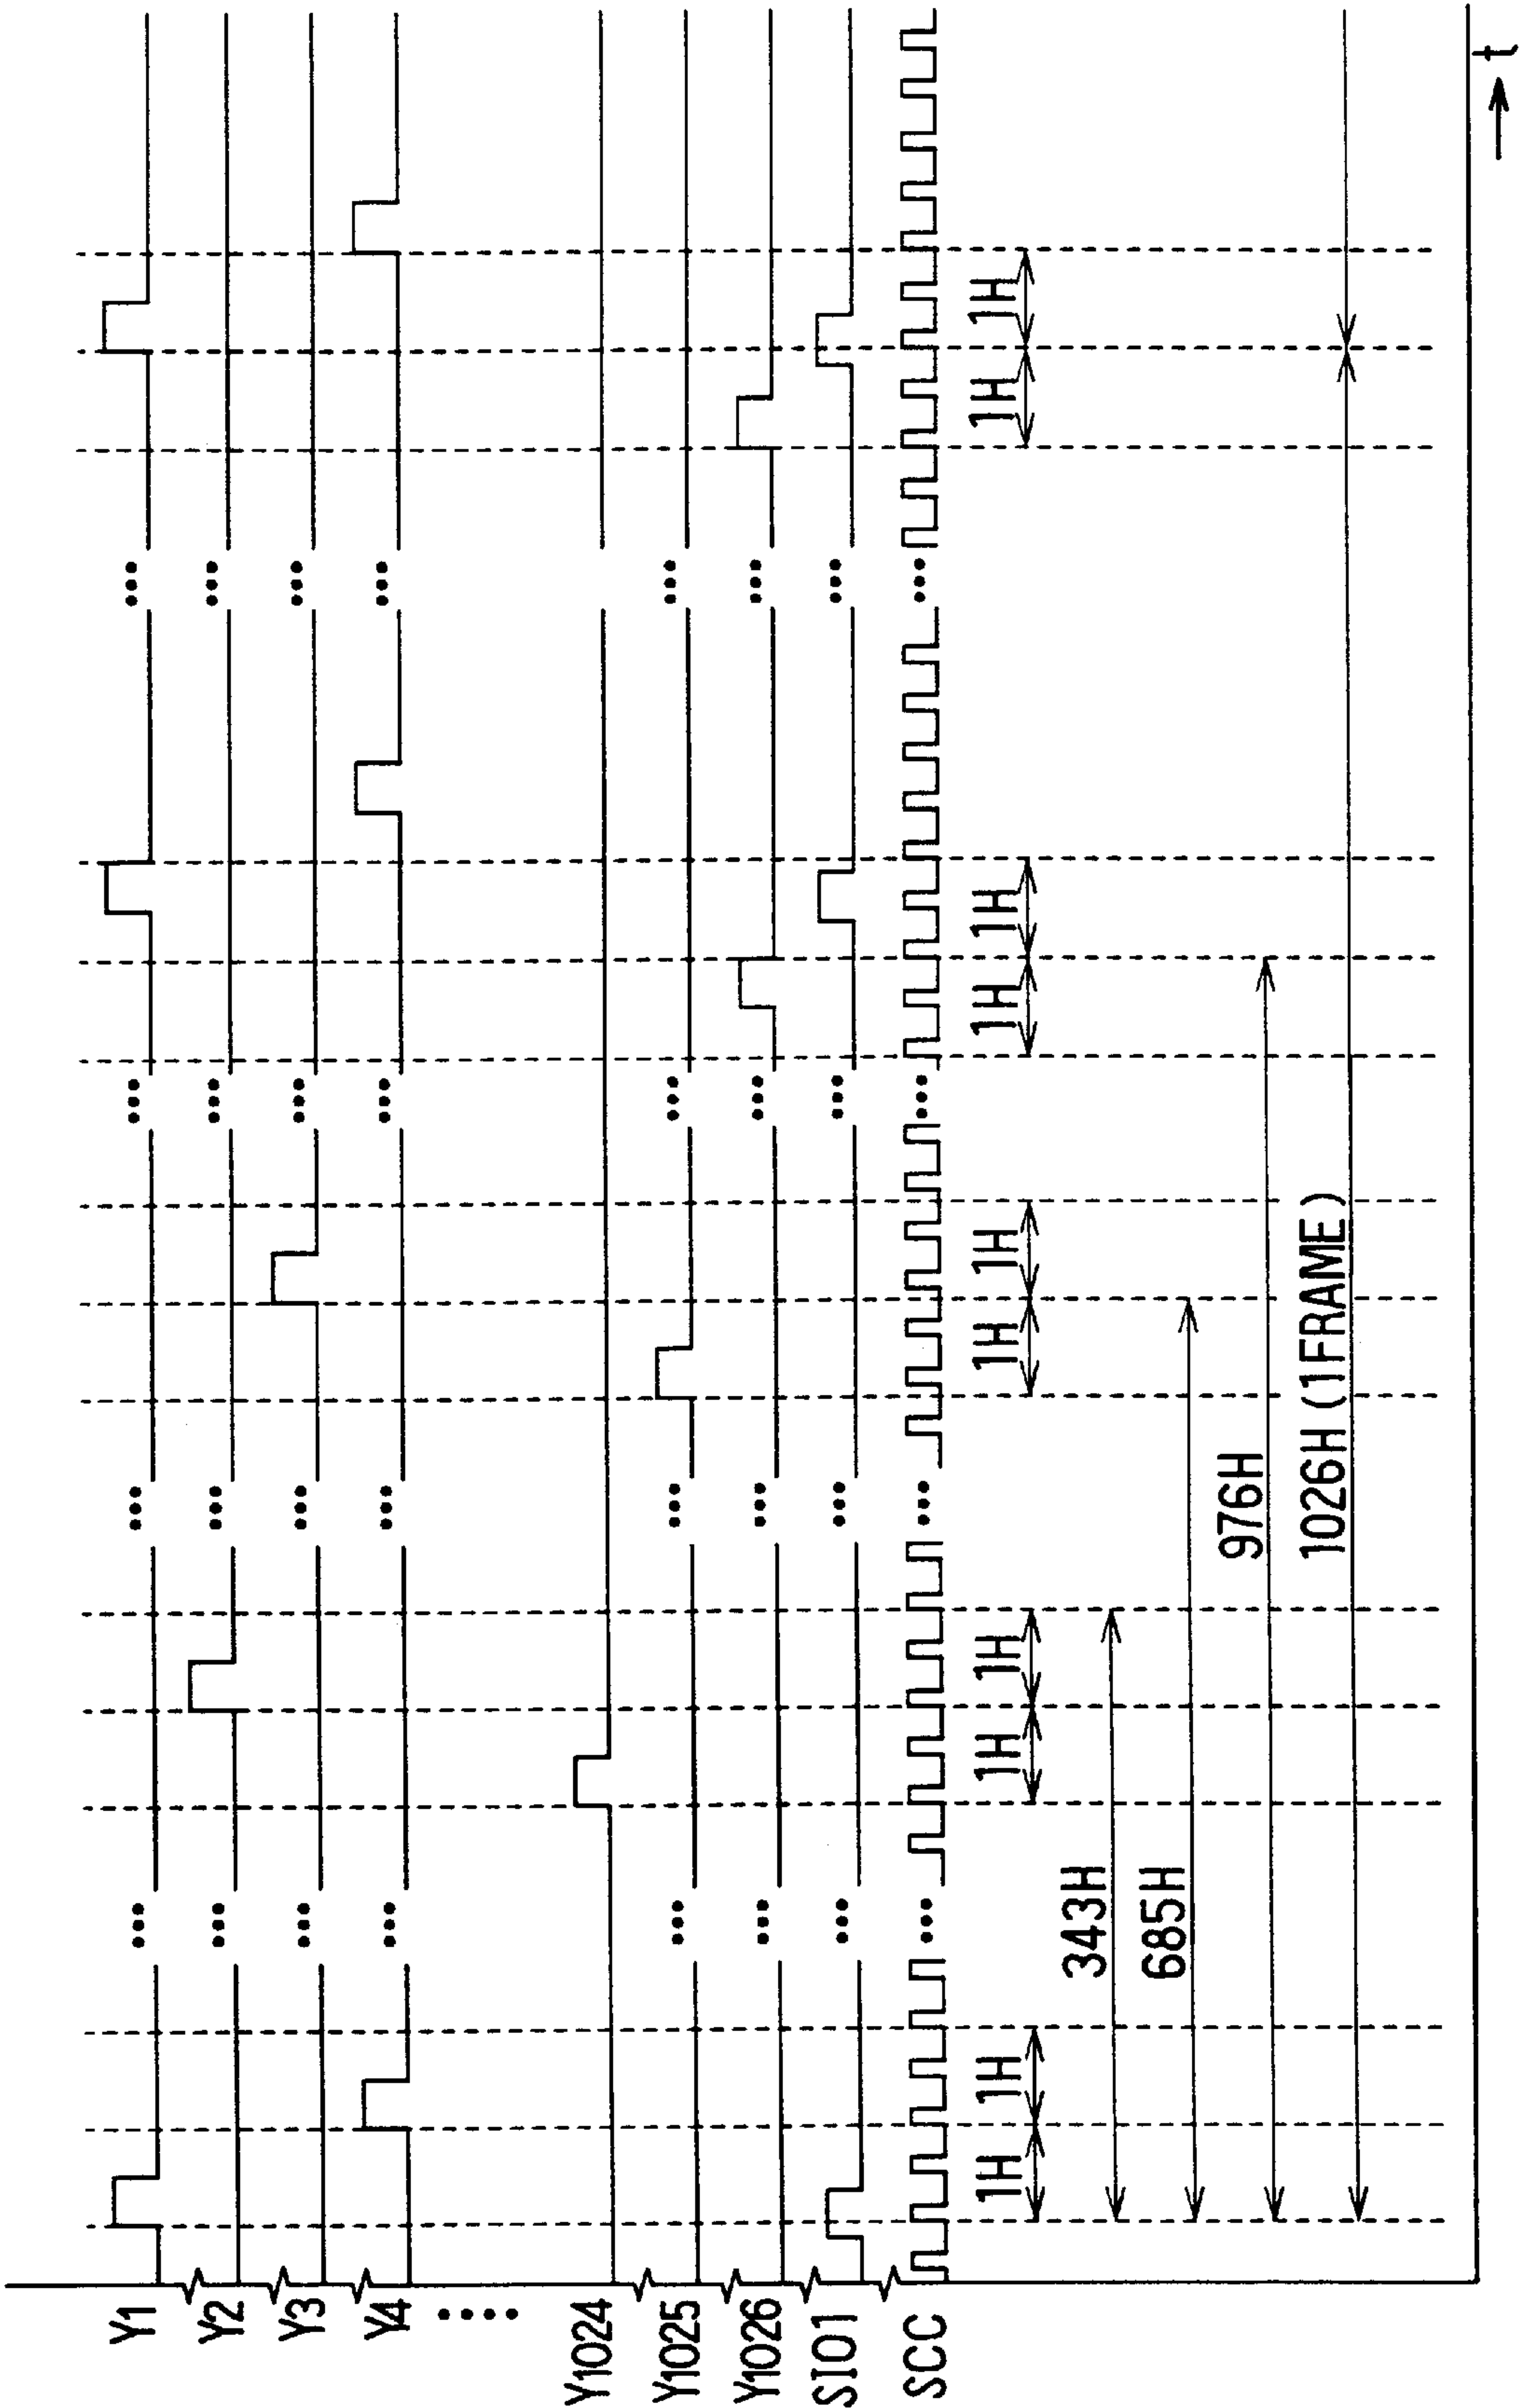 Y1
Y2
Y3
Y4
Y1024
Y1025
Y1026
SIO1
SCC
1H
1H
1H
1H
1H
1H
1H
1H
1H
1H
343H
685H
976H
1026H (1FRAME)
t